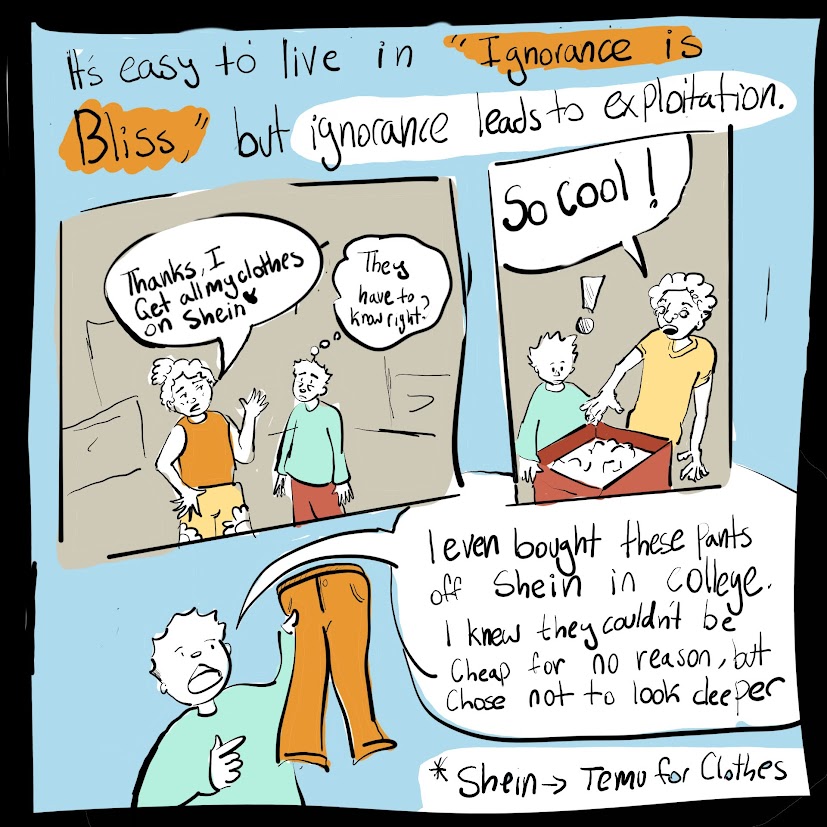 It's easy to live in "Ignorance is
Bliss," but ignorance leads to exploitation.
Thanks, I
Get all my clothes
on Shein
They
have to
know right?
So cool!
!
I even bought these pants
off Shein in college.
I knew they couldn't be
Cheap for no reason, but
Chose not to look deeper
* Shein → Temu for Clothes